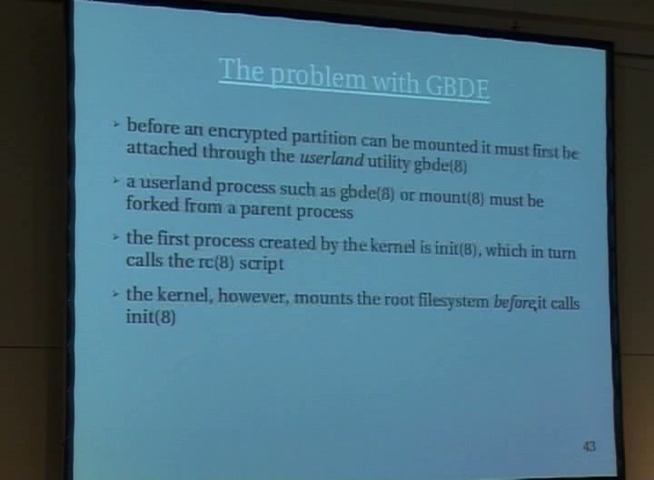 The problem with GBDE
➢ before an encrypted partition can be mounted it must first be
attached through the userland utility gbde(8)
➢ a userland process such as gbde(8) or mount(8) must be
forked from a parent process
➢ the first process created by the kernel is init(8), which in turn
calls the rc(8) script
➢ the kernel, however, mounts the root filesystem before it calls
init(8)
43